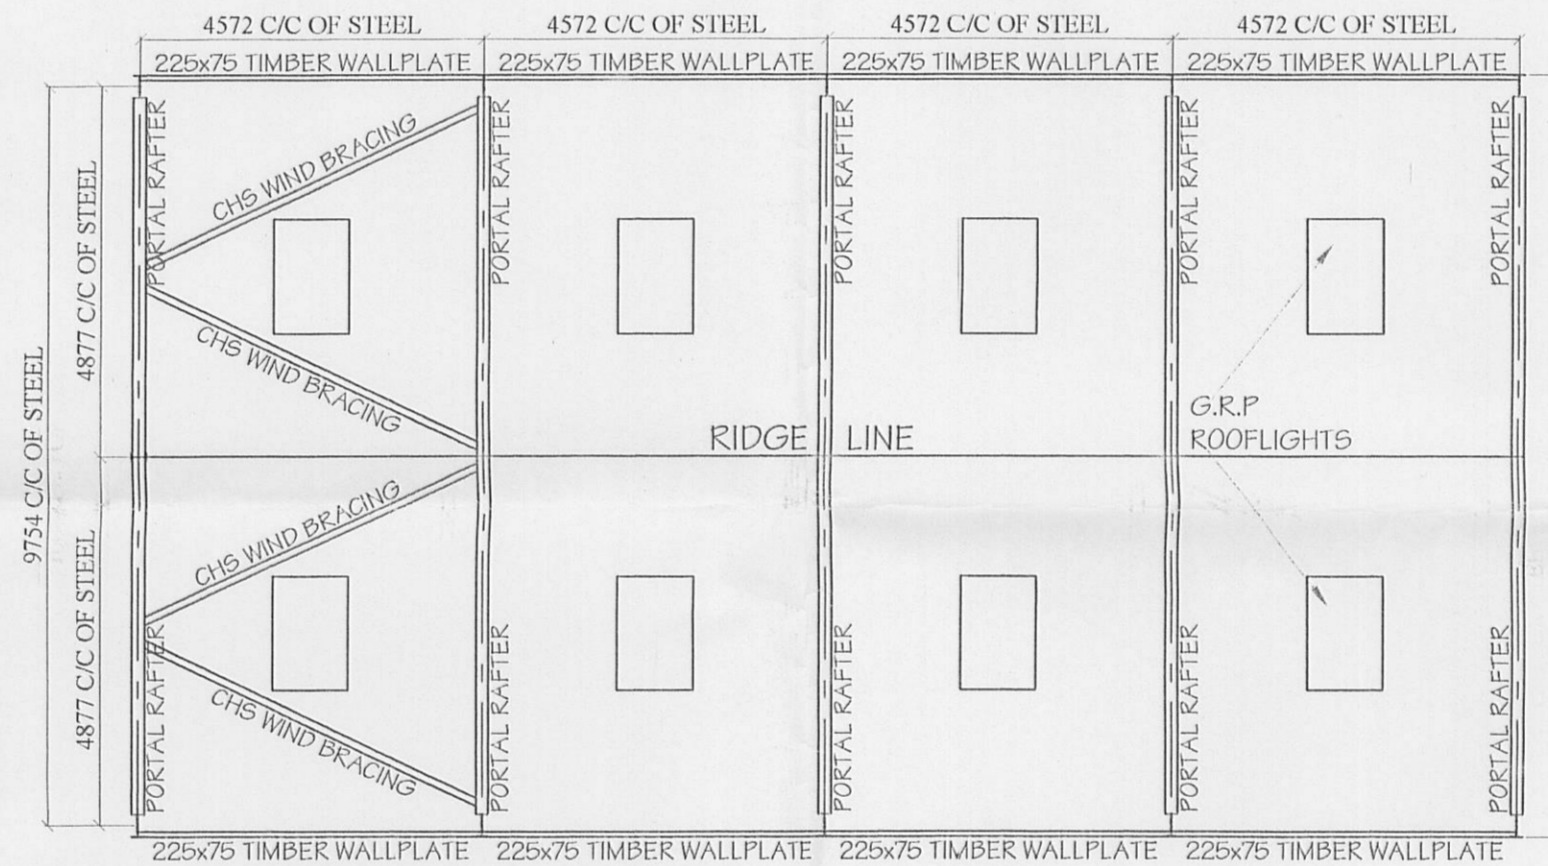 4572 C/C OF STEEL
4572 C/C OF STEEL
4572 C/C OF STEEL
4572 C/C OF STEEL
225x75 TIMBER WALLPLATE
225x75 TIMBER WALLPLATE
225x75 TIMBER WALLPLATE
225x75 TIMBER WALLPLATE
PORTAL RAFTER
PORTAL RAFTER
PORTAL RAFTER
PORTAL RAFTER
PORTAL RAFTER
CHS WIND BRACING
4877 C/C OF STEEL
CHS WIND BRACING
9754 C/C OF STEEL
G.R.P
ROOFLIGHTS
RIDGE LINE
CHS WIND BRACING
4877 C/C OF STEEL
CHS WIND BRACING
PORTAL RAFTER
PORTAL RAFTER
PORTAL RAFTER
PORTAL RAFTER
PORTAL RAFTER
225x75 TIMBER WALLPLATE
225x75 TIMBER WALLPLATE
225x75 TIMBER WALLPLATE
225x75 TIMBER WALLPLATE